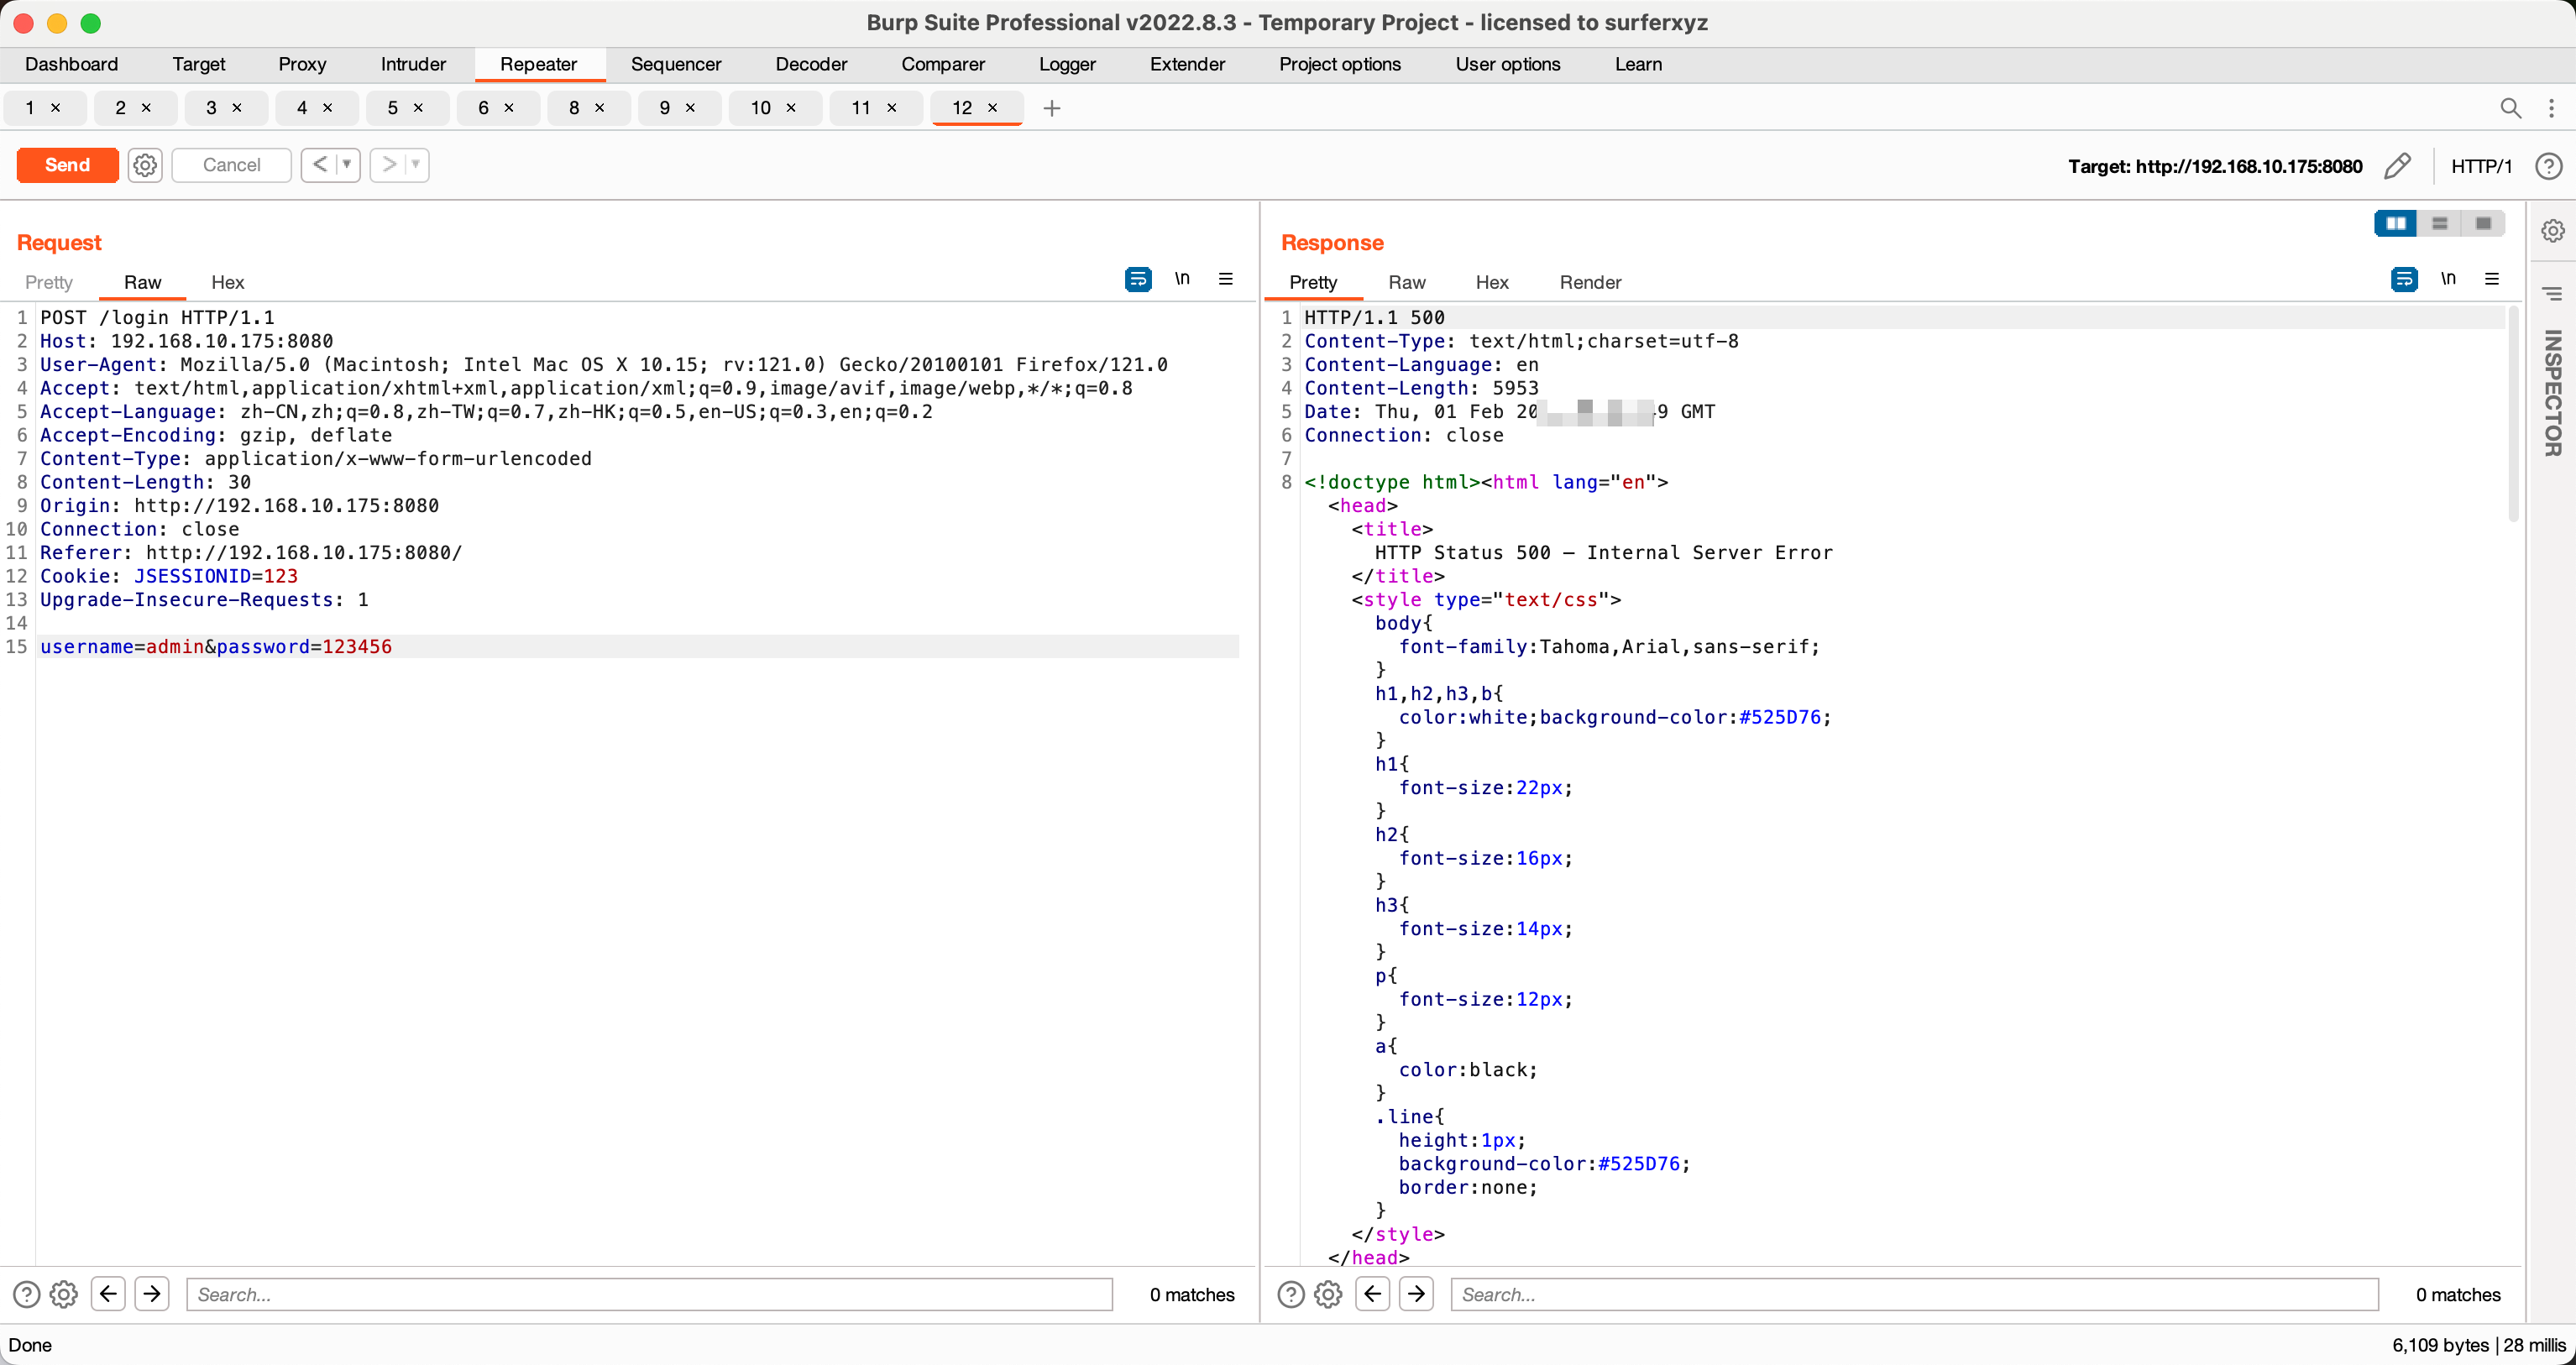 Burp Suite Professional v2022.8.3 - Temporary Project - licensed to surferxyz
Dashboard Target Proxy Intruder Repeater Sequencer Decoder Comparer Logger Extender Project options User options Learn
1 × 2 × 3 × 4 × 5 × 6 × 8 × 9 × 10 × 11 × 12 × +
Send Cancel < > Target: http://192.168.10.175:8080 HTTP/1 ?
Request
Pretty Raw Hex \n
1 POST /login HTTP/1.1
2 Host: 192.168.10.175:8080
3 User-Agent: Mozilla/5.0 (Macintosh; Intel Mac OS X 10.15; rv:121.0) Gecko/20100101 Firefox/121.0
4 Accept: text/html,application/xhtml+xml,application/xml;q=0.9,image/avif,image/webp,*/*;q=0.8
5 Accept-Language: zh-CN,zh;q=0.8,zh-TW;q=0.7,zh-HK;q=0.5,en-US;q=0.3,en;q=0.2
6 Accept-Encoding: gzip, deflate
7 Content-Type: application/x-www-form-urlencoded
8 Content-Length: 30
9 Origin: http://192.168.10.175:8080
10 Connection: close
11 Referer: http://192.168.10.175:8080/
12 Cookie: JSESSIONID=123
13 Upgrade-Insecure-Requests: 1
14
15 username=admin&password=123456
? Search... 0 matches
Response
Pretty Raw Hex Render \n
1 HTTP/1.1 500
2 Content-Type: text/html;charset=utf-8
3 Content-Language: en
4 Content-Length: 5953
5 Date: Thu, 01 Feb GMT
6 Connection: close
7
8 <!doctype html><html lang="en">
<head>
<title>
HTTP Status 500 – Internal Server Error
</title>
<style type="text/css">
body{
font-family:Tahoma,Arial,sans-serif;
}
h1,h2,h3,b{
color:white;background-color:#525D76;
}
h1{
font-size:22px;
}
h2{
font-size:16px;
}
h3{
font-size:14px;
}
p{
font-size:12px;
}
a{
color:black;
}
.line{
height:1px;
background-color:#525D76;
border:none;
}
</style>
</head>
? Search... 0 matches
INSPECTOR
Done
6,109 bytes | 28 millis